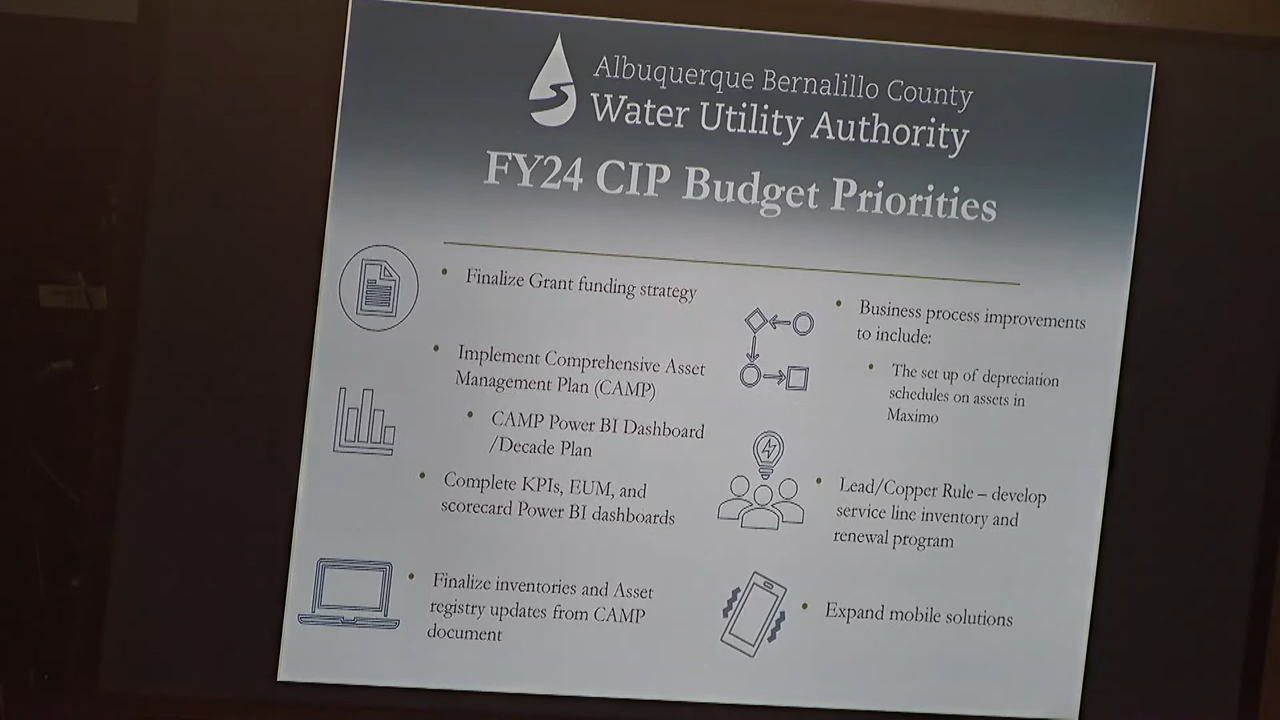 Albuquerque Bernalillo County
Water Utility Authority
FY24 CIP Budget Priorities
• Finalize Grant funding strategy
• Implement Comprehensive Asset
Management Plan (CAMP)
• CAMP Power BI Dashboard
/Decade Plan
• Complete KPIs, EUM, and
scorecard Power BI dashboards
• Finalize inventories and Asset
registry updates from CAMP
document
• Business process improvements
to include:
• The set up of depreciation
schedules on assets in
Maximo
• Lead/Copper Rule – develop
service line inventory and
renewal program
• Expand mobile solutions